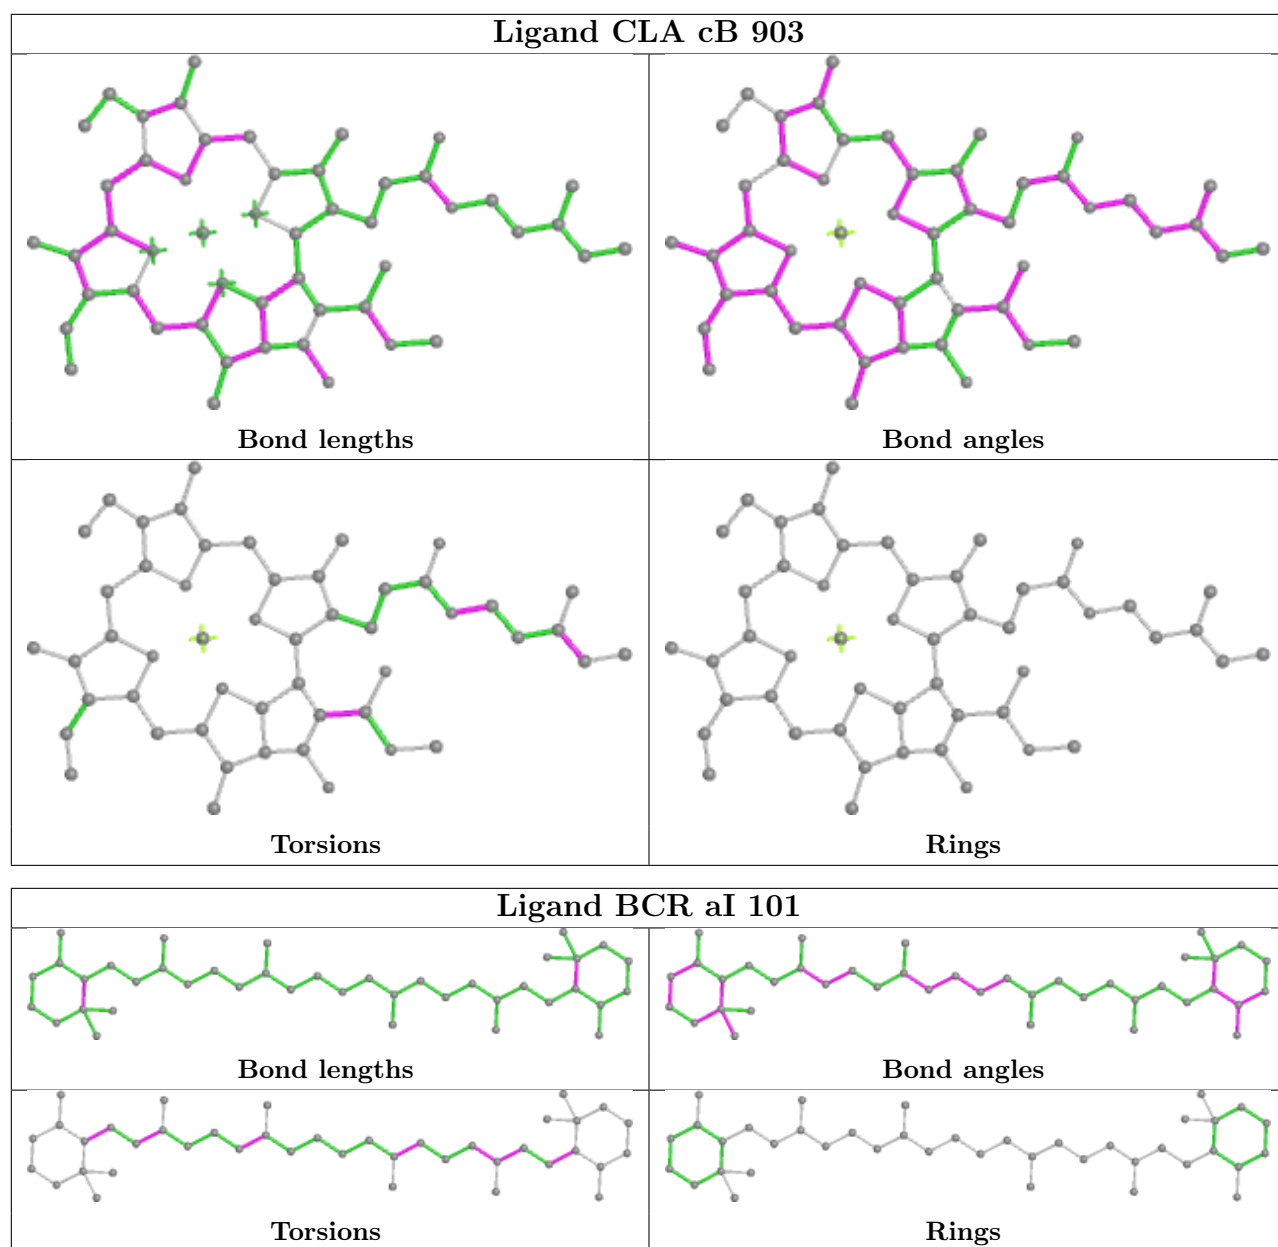 Ligand CLA cB 903
Bond lengths
Bond angles
Torsions
Rings
Ligand BCR aI 101
Bond lengths
Bond angles
Torsions
Rings